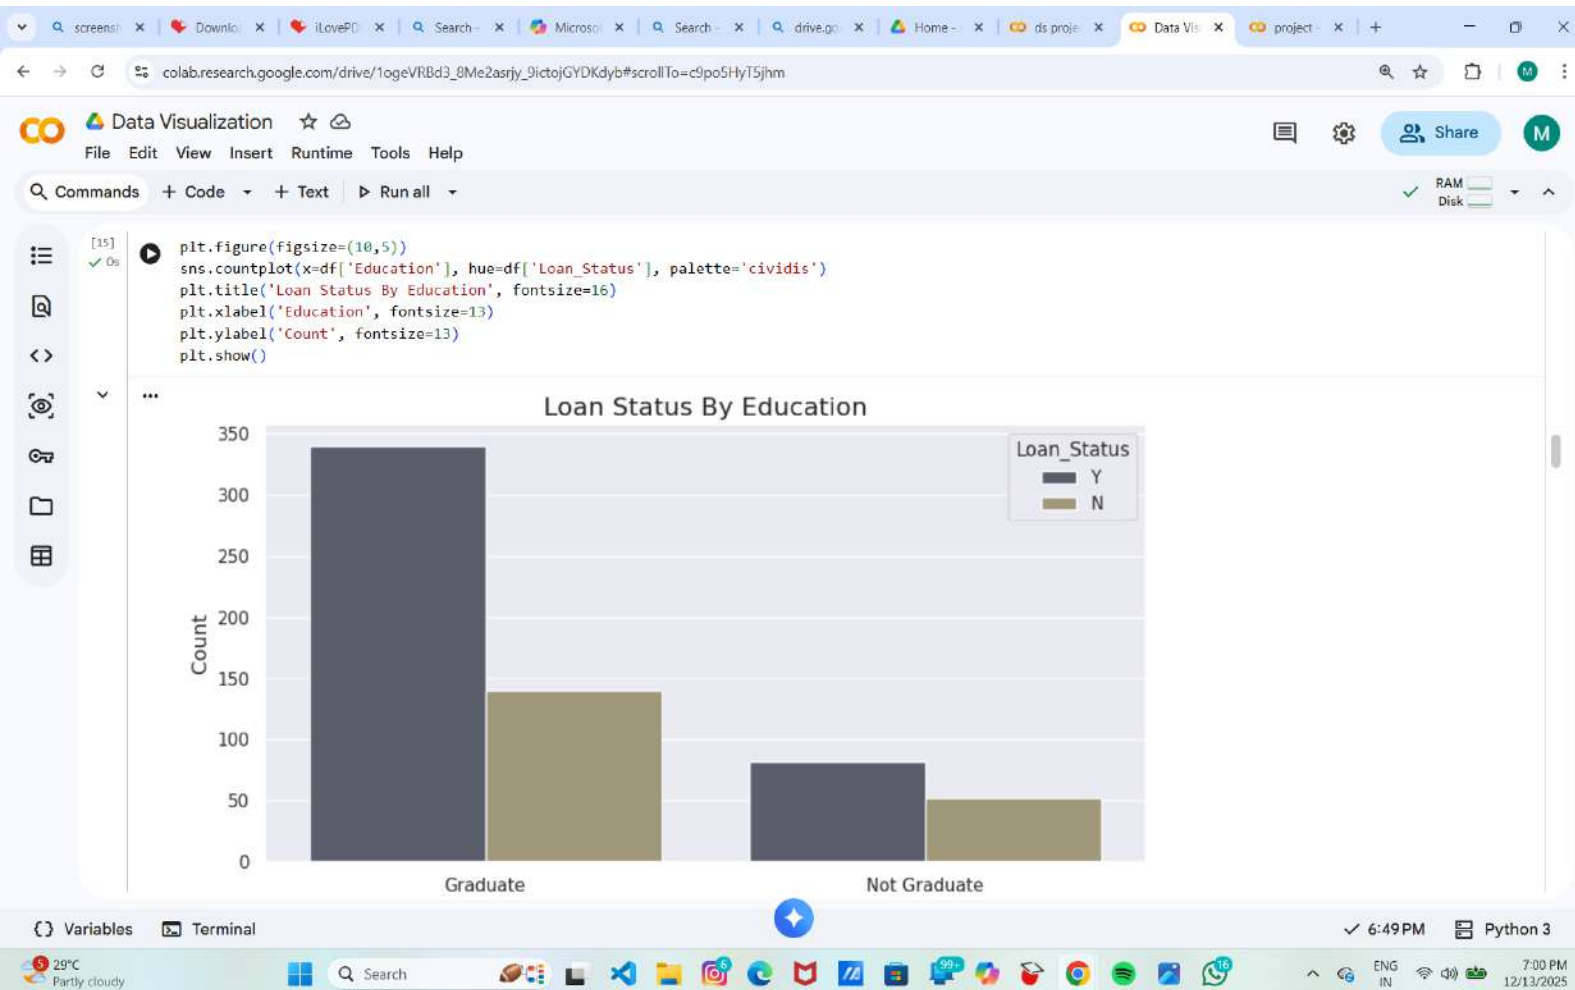 screensh
Downlo
iLovePD
Search -
Microsof
Search -
drive.go
Home -
ds proje
Data Vis
project -
colab.research.google.com/drive/1ogeVRBd3_8Me2asrjy_9ictojGYDKdyb#scrollTo=c9po5HyT5jhm
Data Visualization
File Edit View Insert Runtime Tools Help
Share
M
Commands + Code + Text Run all
RAM
Disk
[15]
0s
plt.figure(figsize=(10,5))
sns.countplot(x=df['Education'], hue=df['Loan_Status'], palette='cividis')
plt.title('Loan Status By Education', fontsize=16)
plt.xlabel('Education', fontsize=13)
plt.ylabel('Count', fontsize=13)
plt.show()
Loan Status By Education
Loan_Status
Y
N
350
300
250
200
150
100
50
0
Count
Graduate Not Graduate
Variables Terminal
6:49 PM Python 3
5
29°C
Partly cloudy
Search
6
99+
16
ENG
IN
7:00 PM
12/13/2025